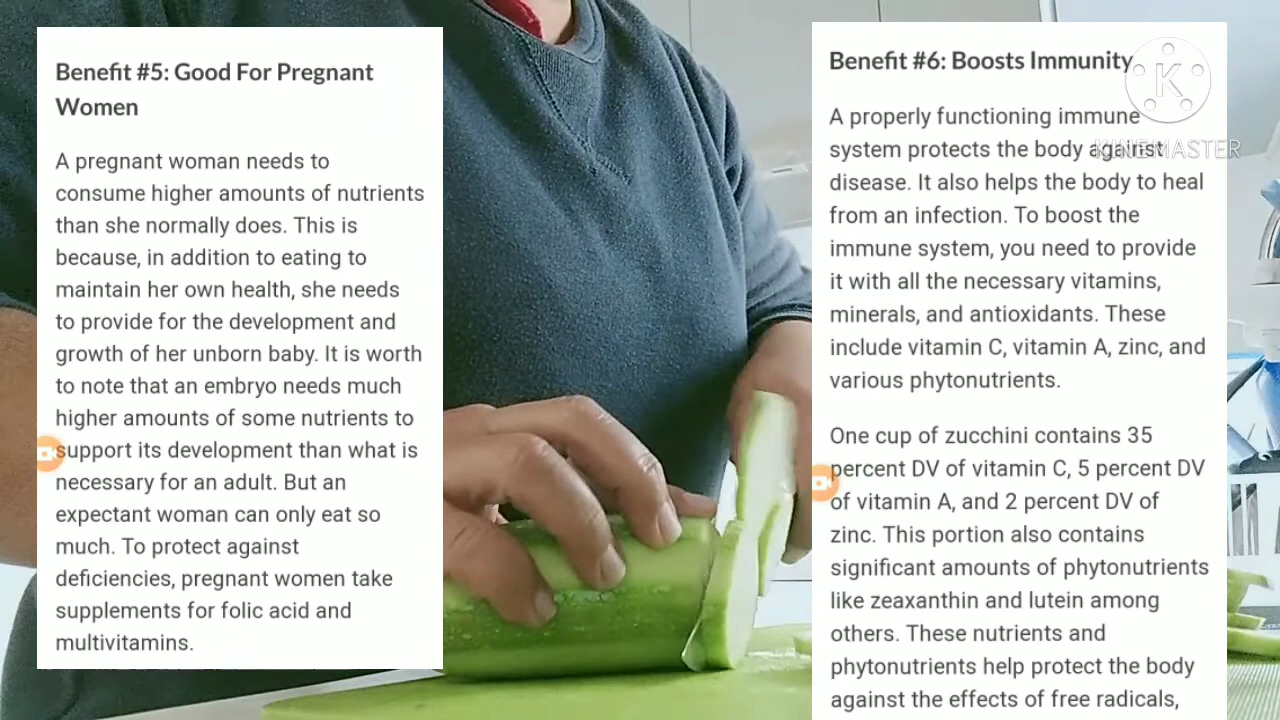 Benefit #5: Good For Pregnant
Women
A pregnant woman needs to
consume higher amounts of nutrients
than she normally does. This is
because, in addition to eating to
maintain her own health, she needs
to provide for the development and
growth of her unborn baby. It is worth
to note that an embryo needs much
higher amounts of some nutrients to
support its development than what is
necessary for an adult. But an
expectant woman can only eat so
much. To protect against
deficiencies, pregnant women take
supplements for folic acid and
multivitamins.
Benefit #6: Boosts Immunity
A properly functioning immune
system protects the body against
disease. It also helps the body to heal
from an infection. To boost the
immune system, you need to provide
it with all the necessary vitamins,
minerals, and antioxidants. These
include vitamin C, vitamin A, zinc, and
various phytonutrients.
One cup of zucchini contains 35
percent DV of vitamin C, 5 percent DV
of vitamin A, and 2 percent DV of
zinc. This portion also contains
significant amounts of phytonutrients
like zeaxanthin and lutein among
others. These nutrients and
phytonutrients help protect the body
against the effects of free radicals,
K
KINEMASTER